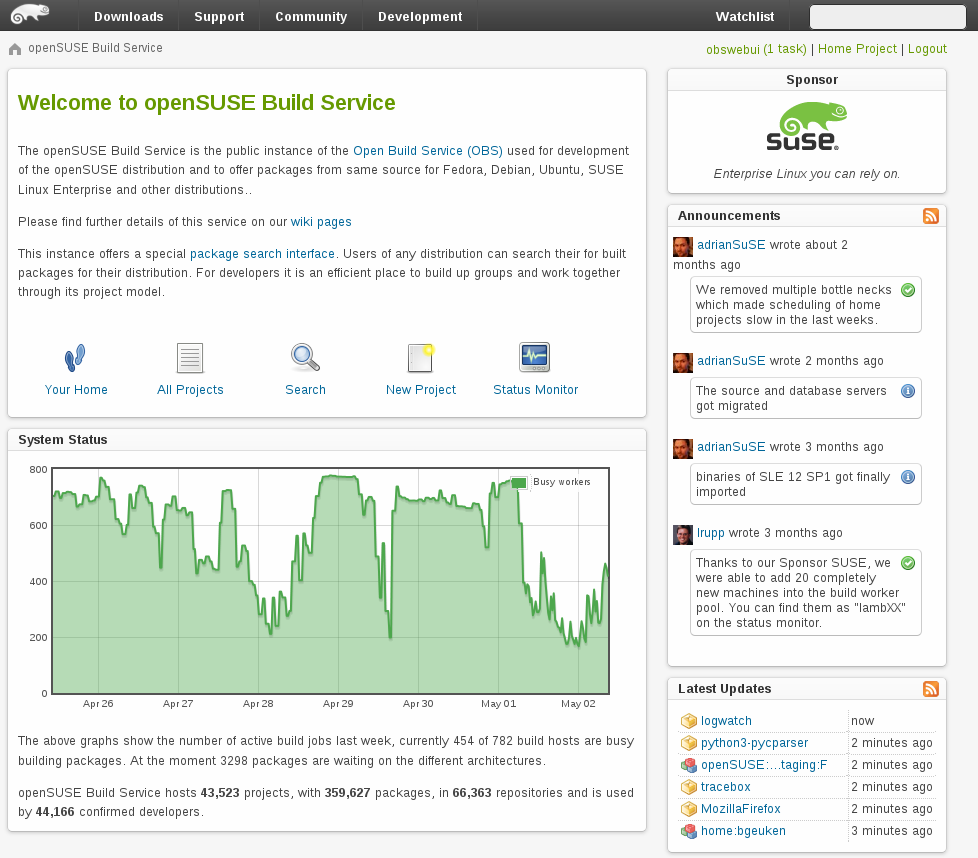 Downloads Support Community Development Watchlist
openSUSE Build Service
obswebui (1 task) | Home Project | Logout
Welcome to openSUSE Build Service
The openSUSE Build Service is the public instance of the Open Build Service (OBS) used for development
of the openSUSE distribution and to offer packages from same source for Fedora, Debian, Ubuntu, SUSE
Linux Enterprise and other distributions..
Please find further details of this service on our wiki pages
This instance offers a special package search interface. Users of any distribution can search their for built
packages for their distribution. For developers it is an efficient place to build up groups and work together
through its project model.
Your Home
All Projects
Search
New Project
Status Monitor
System Status
800
600
400
200
0
Busy workers
Apr 26 Apr 27 Apr 28 Apr 29 Apr 30 May 01 May 02
The above graphs show the number of active build jobs last week, currently 454 of 782 build hosts are busy
building packages. At the moment 3298 packages are waiting on the different architectures.
openSUSE Build Service hosts 43,523 projects, with 359,627 packages, in 66,363 repositories and is used
by 44,166 confirmed developers.
Sponsor
suse
Enterprise Linux you can rely on.
Announcements
adrianSuSE wrote about 2
months ago
We removed multiple bottle necks
which made scheduling of home
projects slow in the last weeks.
adrianSuSE wrote 2 months ago
The source and database servers
got migrated
adrianSuSE wrote 3 months ago
binaries of SLE 12 SP1 got finally
imported
lrupp wrote 3 months ago
Thanks to our Sponsor SUSE, we
were able to add 20 completely
new machines into the build worker
pool. You can find them as "lambXX"
on the status monitor.
Latest Updates
logwatch now
python3-pycparser 2 minutes ago
openSUSE:...taging:F 2 minutes ago
tracebox 2 minutes ago
MozillaFirefox 2 minutes ago
home:bgeuken 3 minutes ago